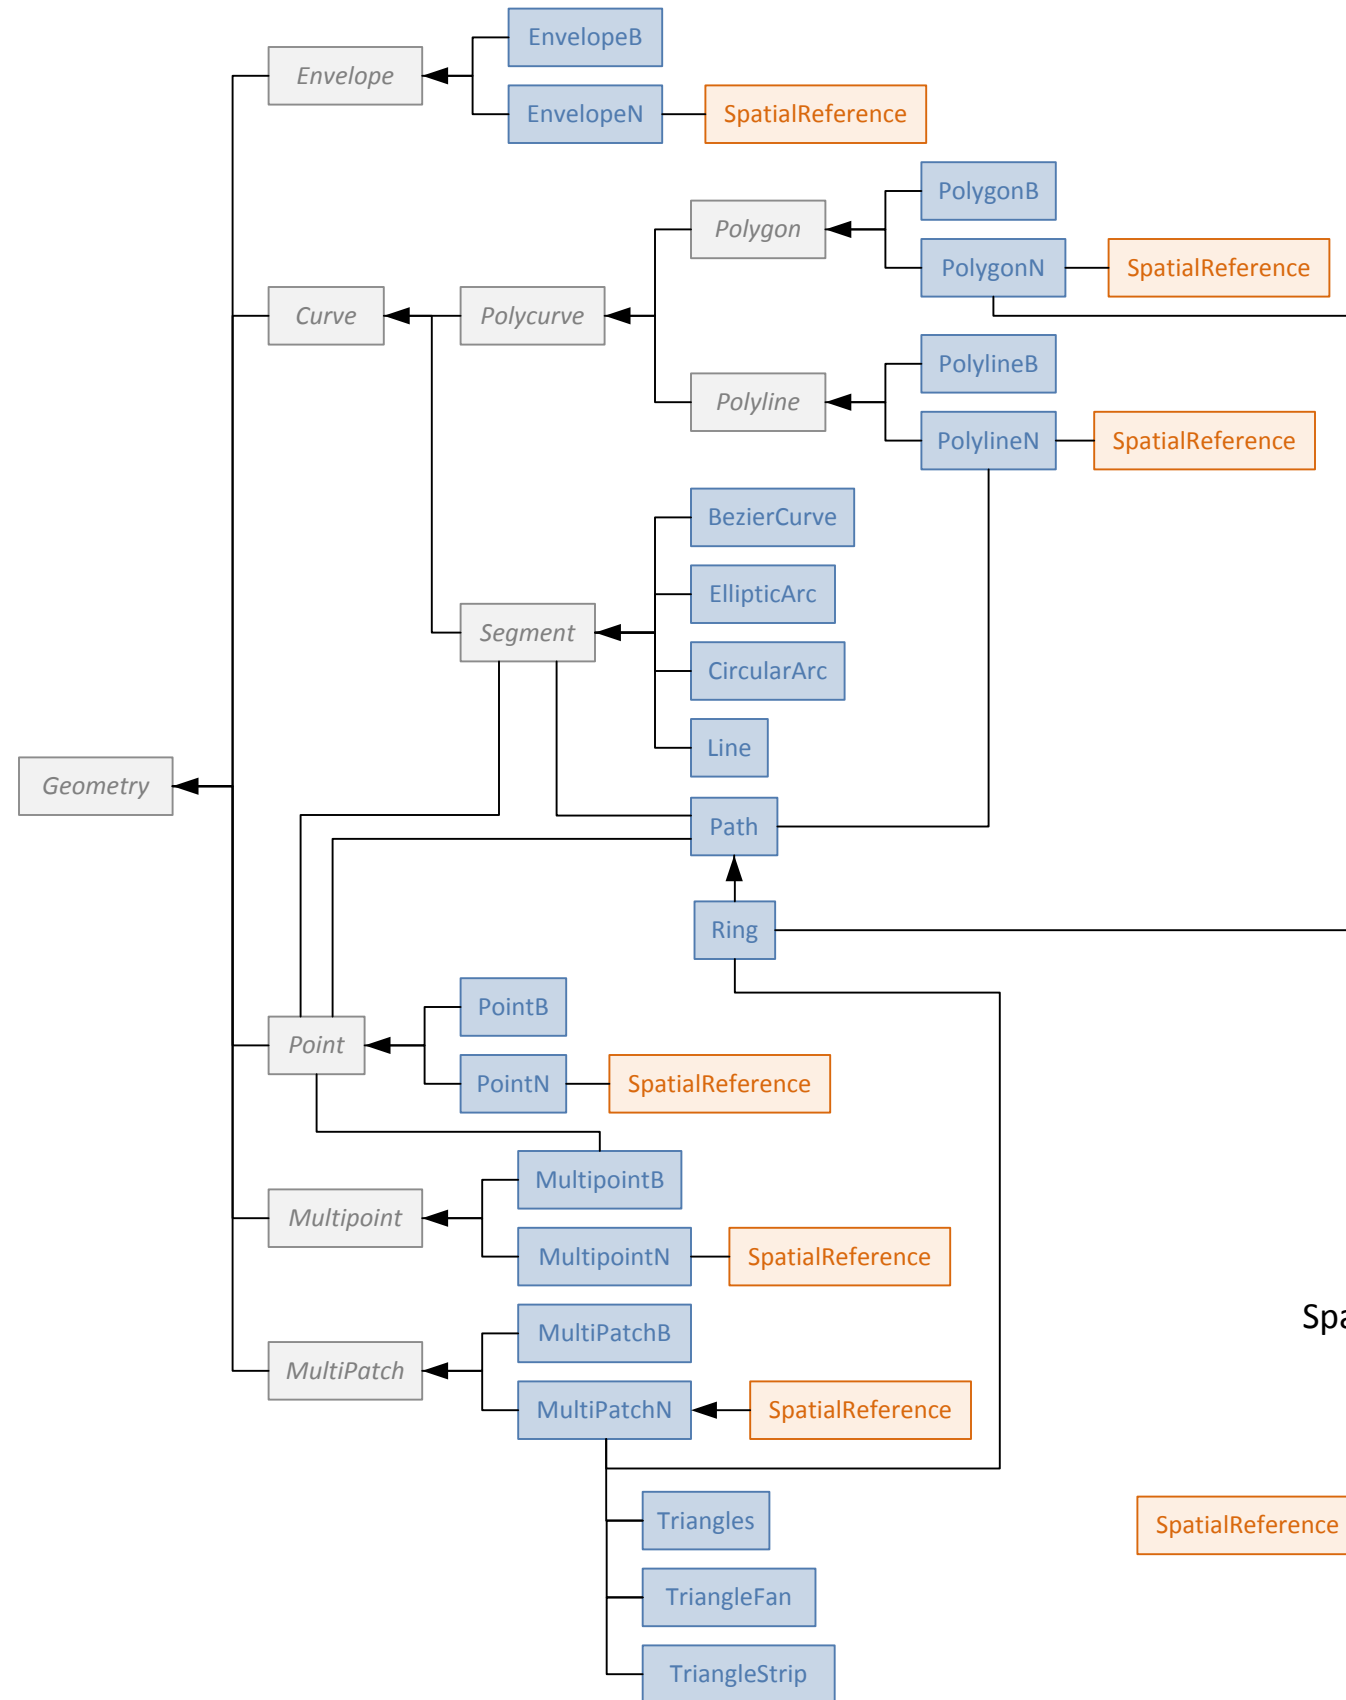 EnvelopeB
Envelope
EnvelopeN
SpatialReference
PolygonB
Polygon
PolygonN
SpatialReference
Curve
Polycurve
PolylineB
Polyline
PolylineN
SpatialReference
BezierCurve
EllipticArc
Segment
CircularArc
Line
Geometry
Path
Ring
PointB
Point
PointN
SpatialReference
MultipointB
Multipoint
MultipointN
SpatialReference
Spa
MultiPatchB
MultiPatch
MultiPatchN
SpatialReference
Triangles
SpatialReference
TriangleFan
TriangleStrip